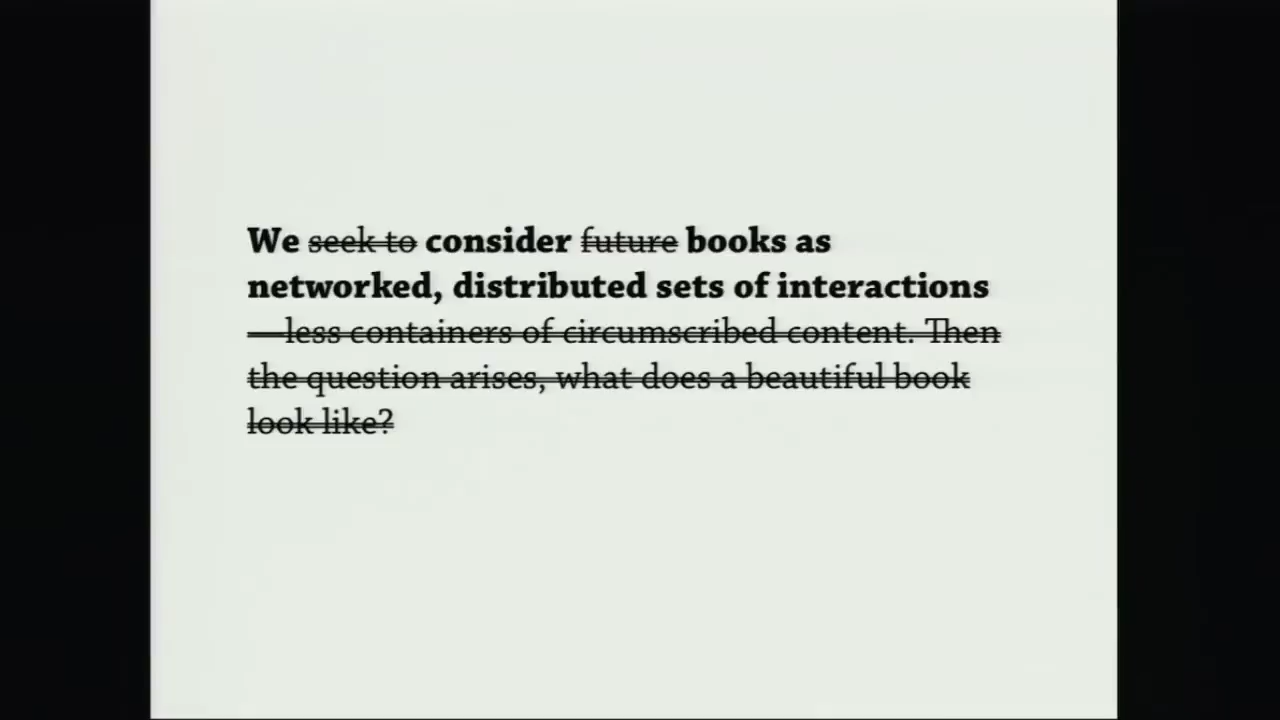 We seek to consider future books as
networked, distributed sets of interactions
—less containers of circumscribed content. Then
the question arises, what does a beautiful book
look like?